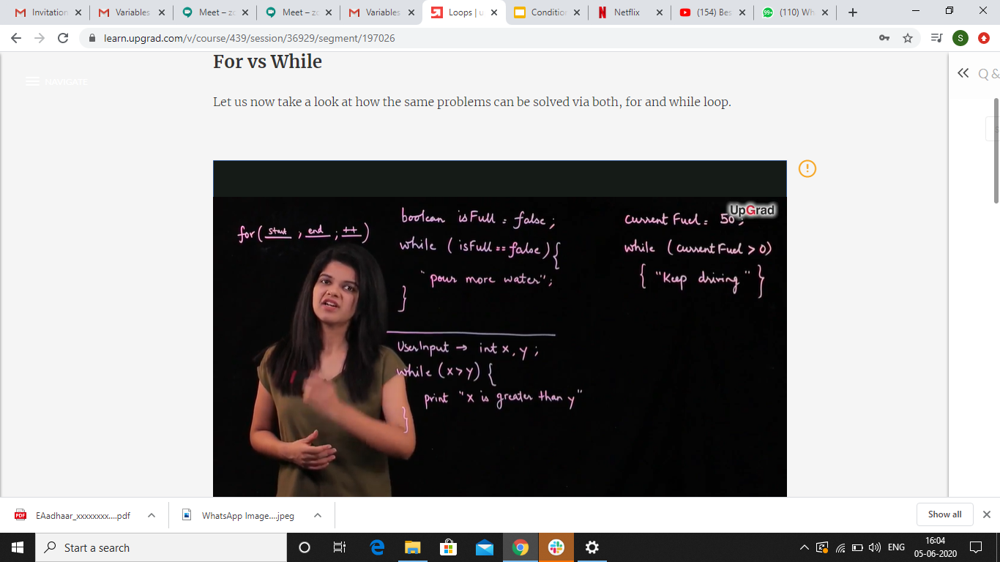 Invitation
Variables
Meet – zo
Meet – zo
Variables
Loops | u
Condition
Netflix
(154) Bes
99+
(110) Wh
learn.upgrad.com/v/course/439/session/36929/segment/197026
S
For vs While
NAVIGATE
Q &
Let us now take a look at how the same problems can be solved via both, for and while loop.
UpGrad
for( start , end ; ++ )
boolean isFull = false ;
while ( isFull == false ) {
"pour more water";
}
UserInput → int x, y ;
while (x>y) {
print "x is greater than y"
}
current Fuel = 50 ;
while (current Fuel > 0)
{ "Keep driving" }
PDF
EAadhaar_xxxxxxxx....pdf
WhatsApp Image....jpeg
Show all
Start a search
ENG
16:04
05-06-2020